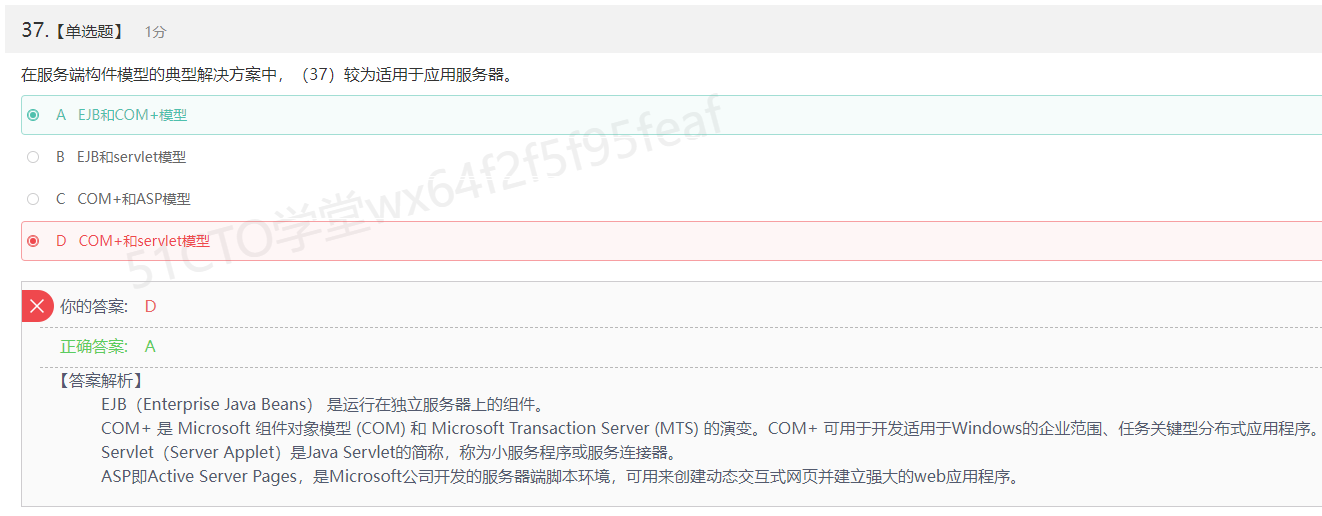 37.【单选题】 1分
在服务端构件模型的典型解决方案中，（37）较为适用于应用服务器。
A EJB和COM+模型
B EJB和servlet模型
C COM+和ASP模型
D COM+和servlet模型
51CTO学堂wx64f2f5f95feaf
你的答案: D
正确答案: A
【答案解析】
EJB（Enterprise Java Beans） 是运行在独立服务器上的组件。
COM+ 是 Microsoft 组件对象模型 (COM) 和 Microsoft Transaction Server (MTS) 的演变。COM+ 可用于开发适用于Windows的企业范围、任务关键型分布式应用程序。
Servlet（Server Applet）是Java Servlet的简称，称为小服务程序或服务连接器。
ASP即Active Server Pages，是Microsoft公司开发的服务器端脚本环境，可用来创建动态交互式网页并建立强大的web应用程序。